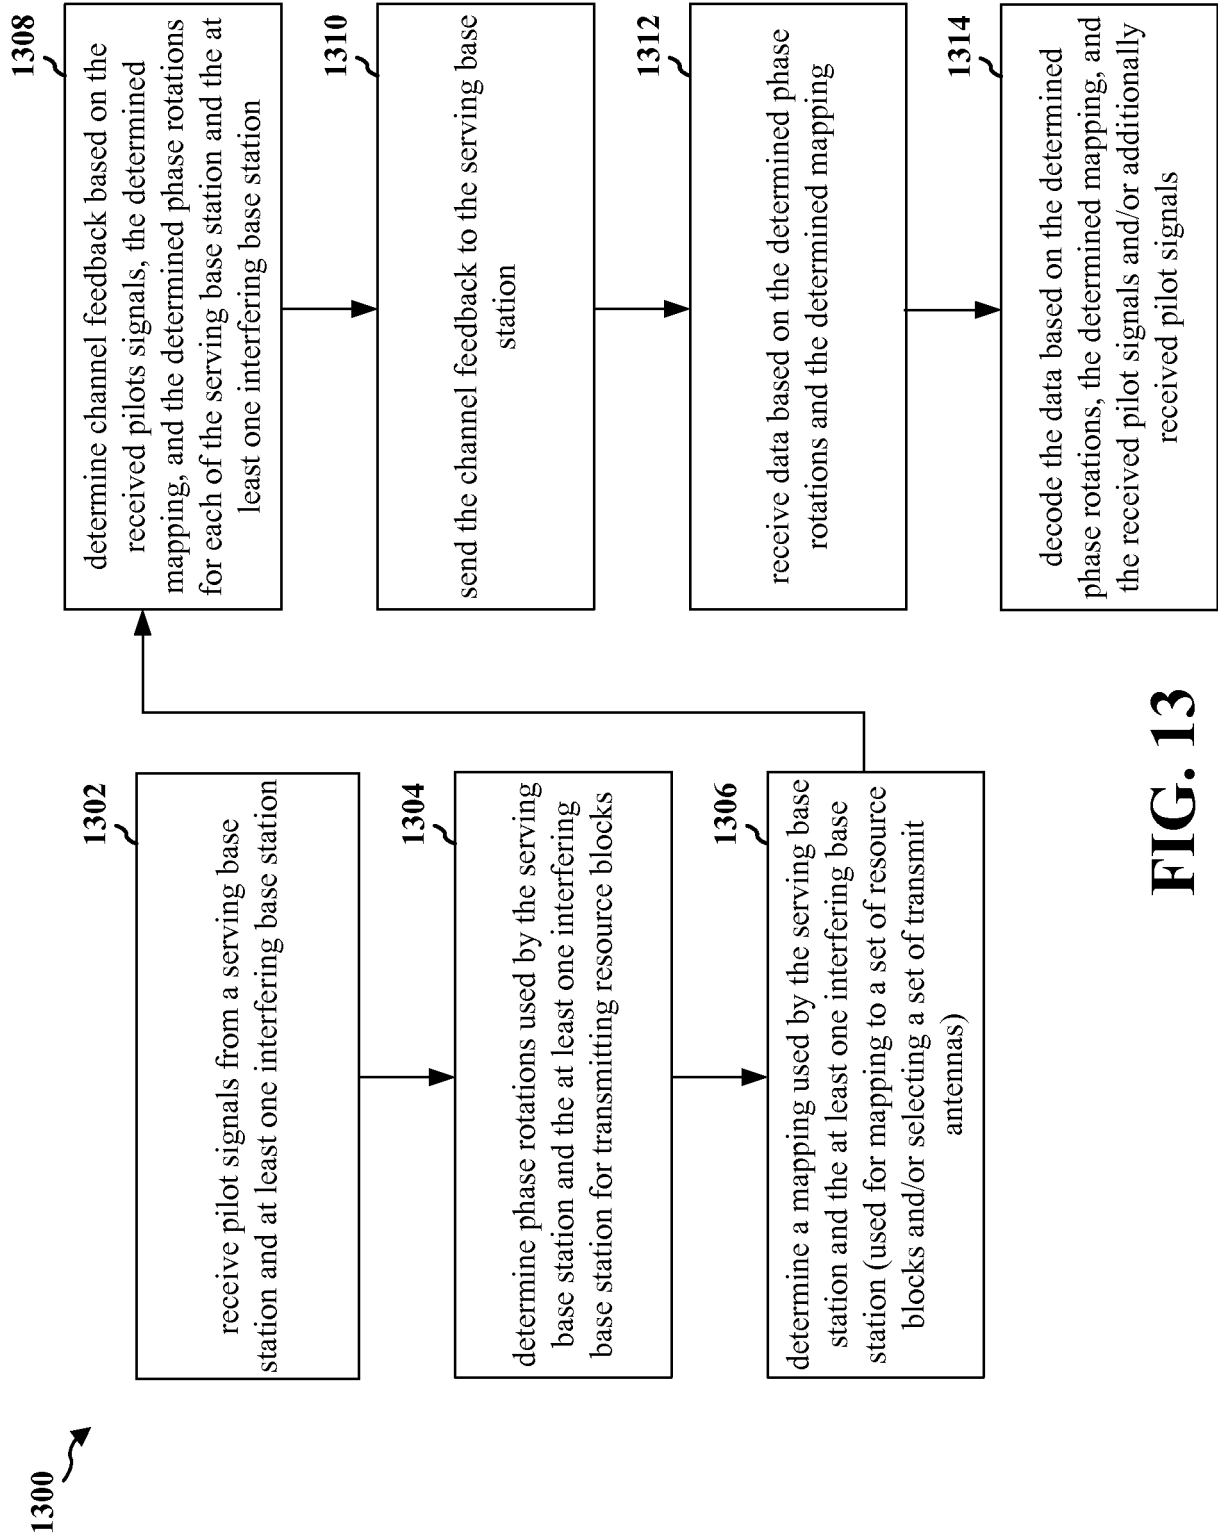 1300
1302
receive pilot signals from a serving base
station and at least one interfering base station
1304
determine phase rotations used by the serving
base station and the at least one interfering
base station for transmitting resource blocks
1306
determine a mapping used by the serving base
station and the at least one interfering base
station (used for mapping to a set of resource
blocks and/or selecting a set of transmit
antennas)
1308
determine channel feedback based on the
received pilots signals, the determined
mapping, and the determined phase rotations
for each of the serving base station and the at
least one interfering base station
1310
send the channel feedback to the serving base
station
1312
receive data based on the determined phase
rotations and the determined mapping
1314
decode the data based on the determined
phase rotations, the determined mapping, and
the received pilot signals and/or additionally
received pilot signals
FIG. 13